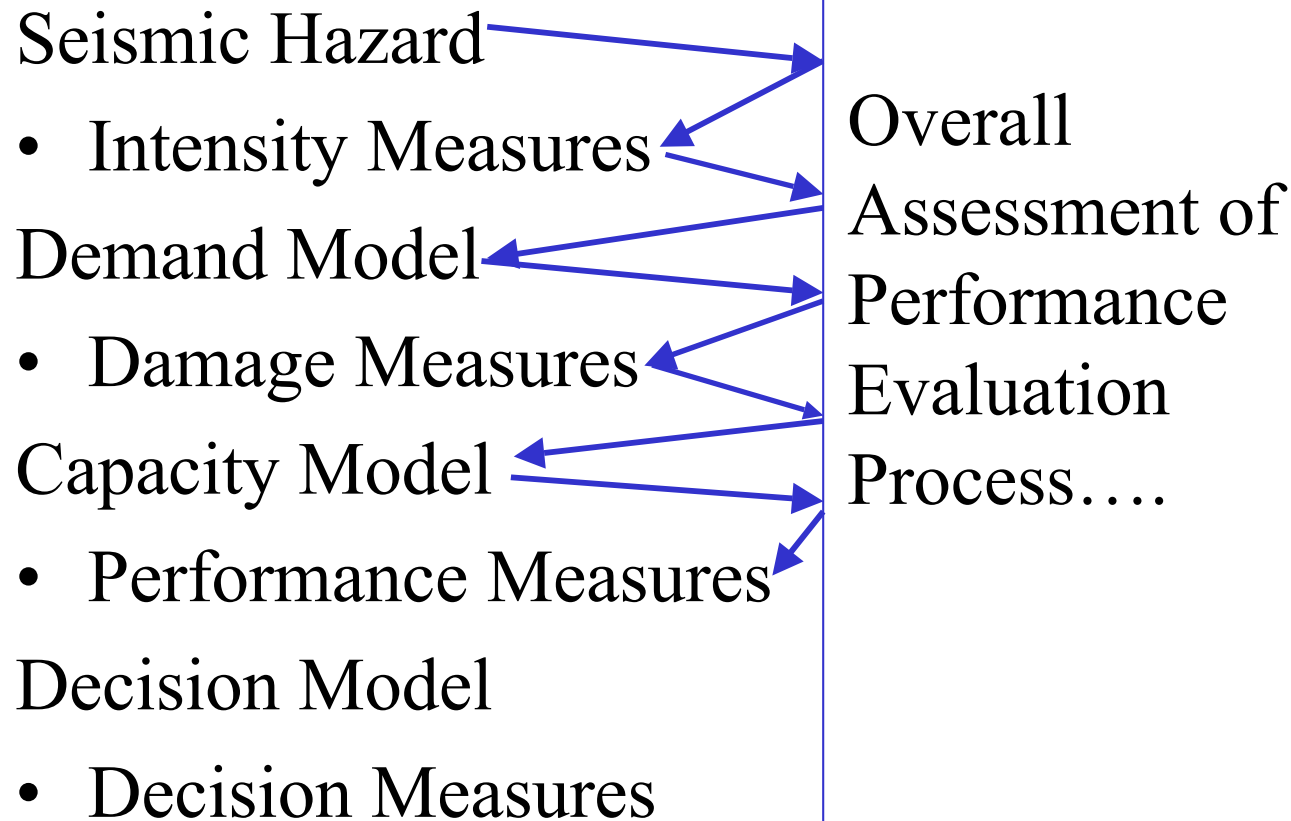 Seismic Hazard
• Intensity Measures
Demand Model
• Damage Measures
Capacity Model
• Performance Measures
Decision Model
• Decision Measures
Overall
Assessment of
Performance
Evaluation
Process….